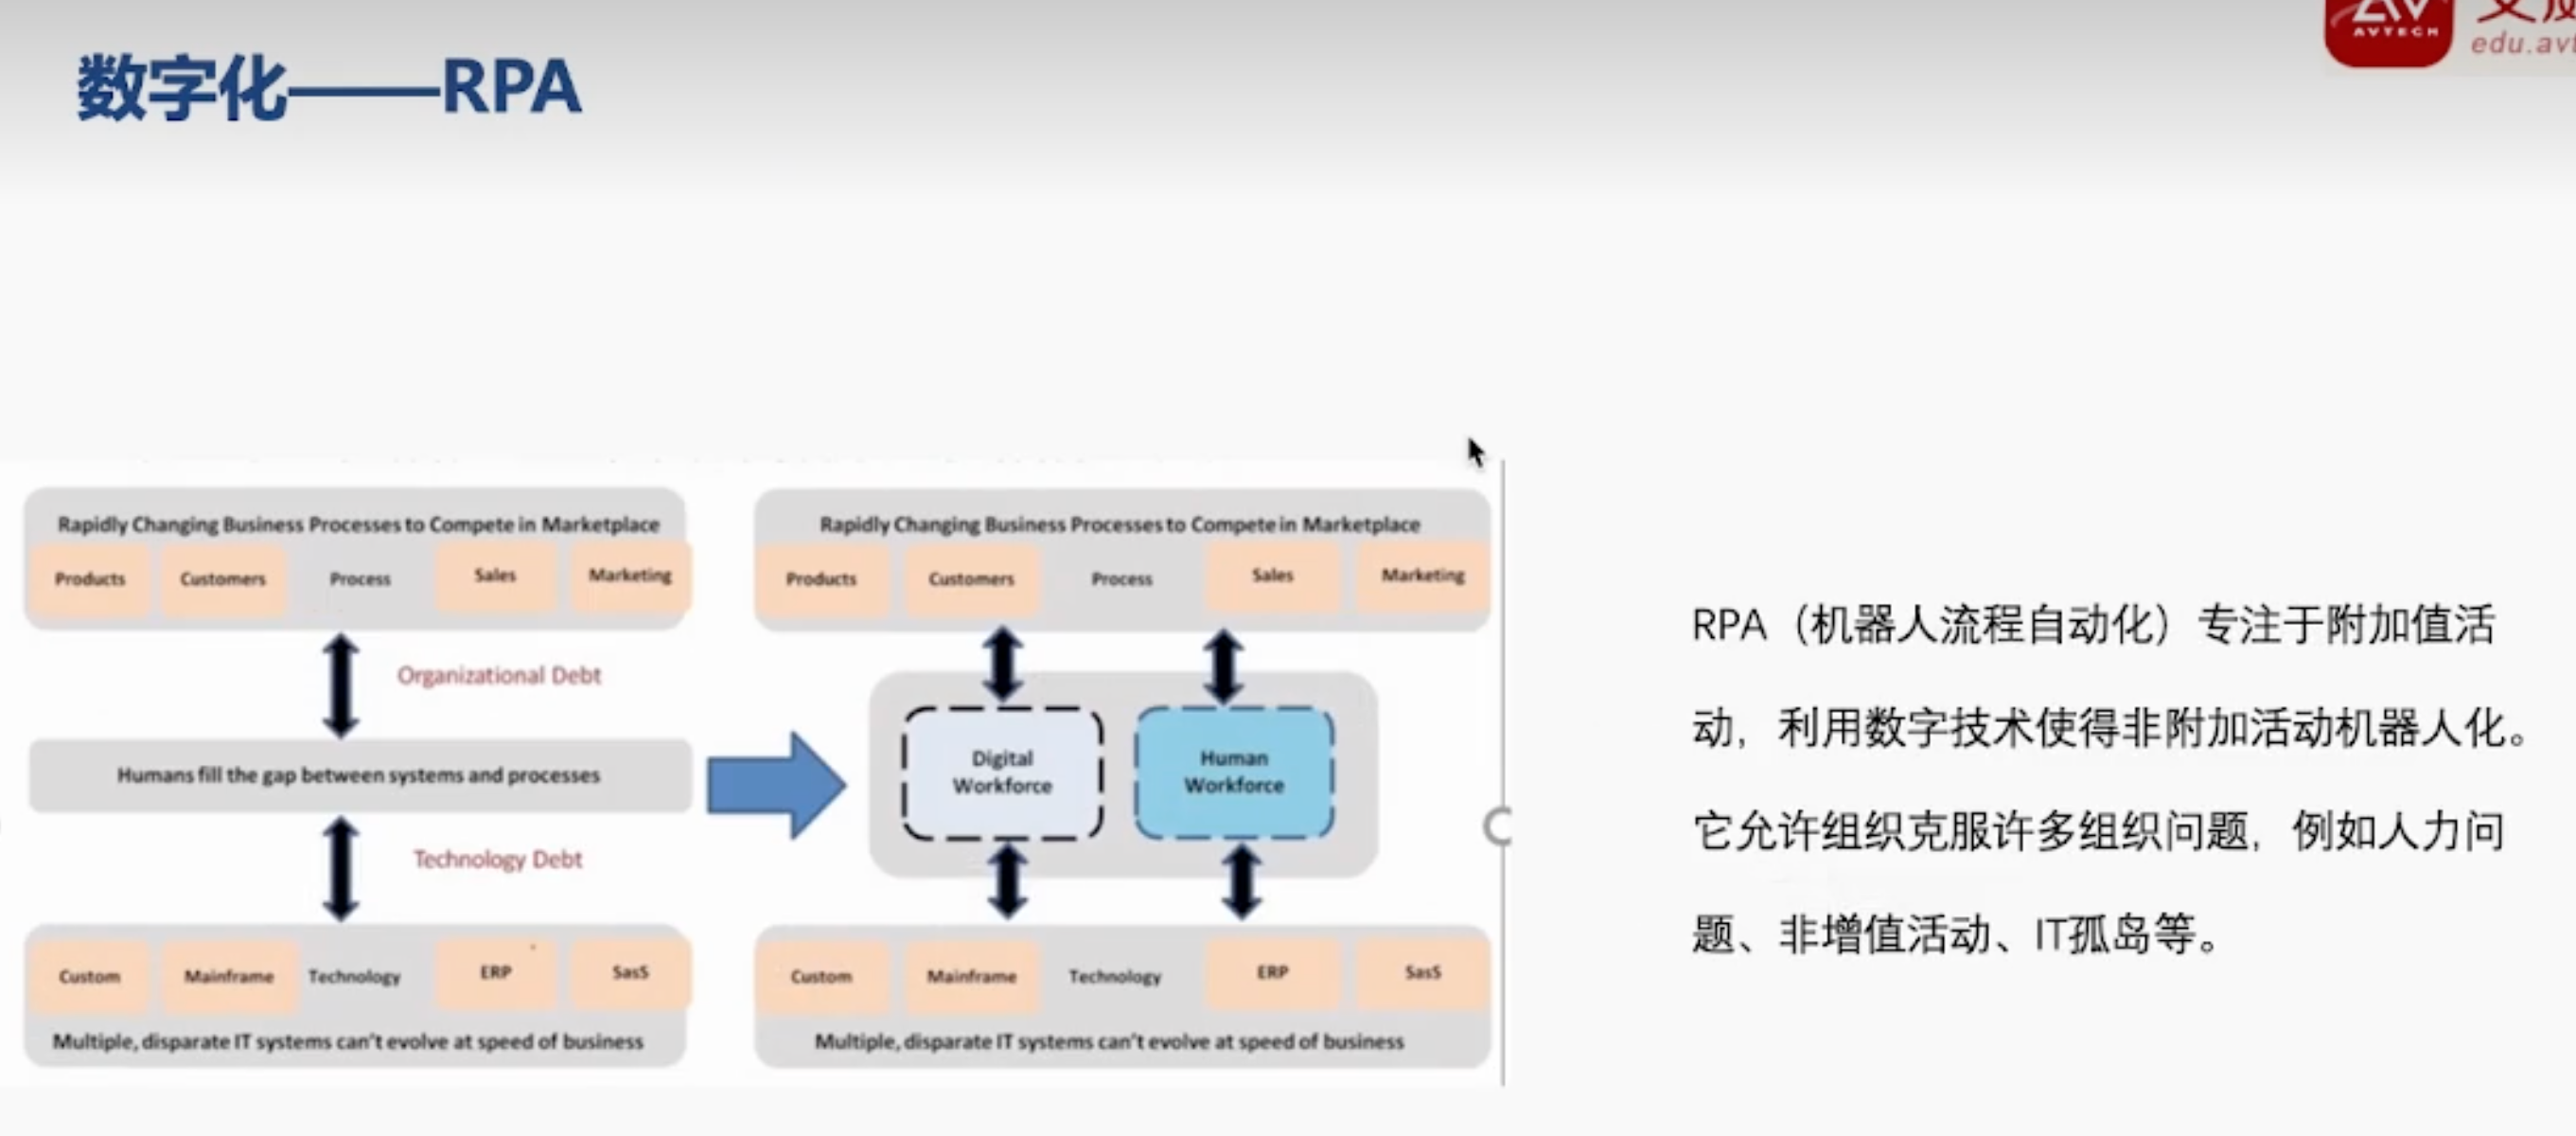 数字化——RPA
AVTECH
edu.avt
Rapidly Changing Business Processes to Compete in Marketplace
Products
Customers
Process
Sales
Marketing
Organizational Debt
Humans fill the gap between systems and processes
Technology Debt
Custom
Mainframe
Technology
ERP
SasS
Multiple, disparate IT systems can't evolve at speed of business
Rapidly Changing Business Processes to Compete in Marketplace
Products
Customers
Process
Sales
Marketing
Digital
Workforce
Human
Workforce
Custom
Mainframe
Technology
ERP
SasS
Multiple, disparate IT systems can't evolve at speed of business
RPA（机器人流程自动化）专注于附加值活
动，利用数字技术使得非附加活动机器人化。
它允许组织克服许多组织问题，例如人力问
题、非增值活动、IT孤岛等。